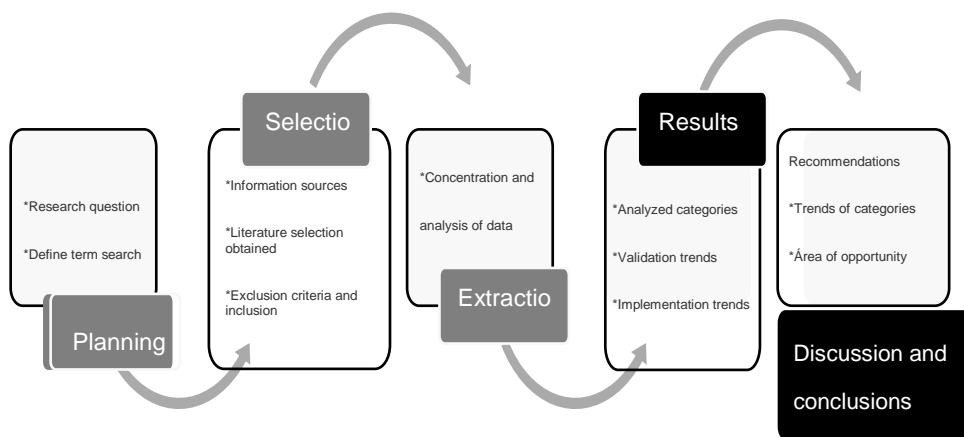 *Research question
*Define term search
Planning
Selectio
*Information sources
*Literature selection
obtained
*Exclusion criteria and
inclusion
*Concentration and
analysis of data
Extractio
Results
*Analyzed categories
*Validation trends
*Implementation trends
Recommendations
*Trends of categories
*Área of opportunity
Discussion and
conclusions